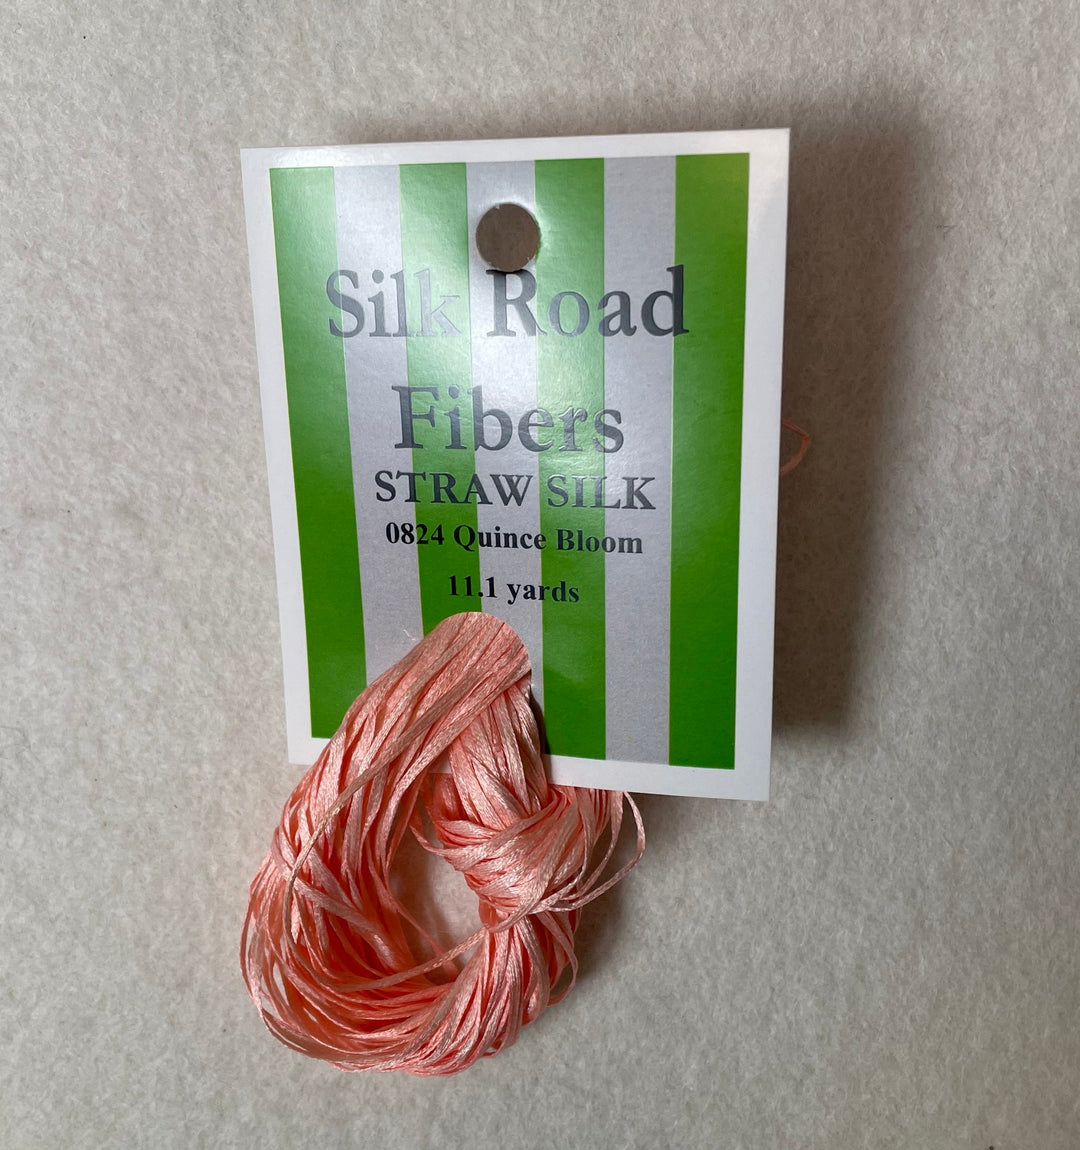 Silk Road
Fibers
STRAW SILK
0824 Quince Bloom
11.1 yards